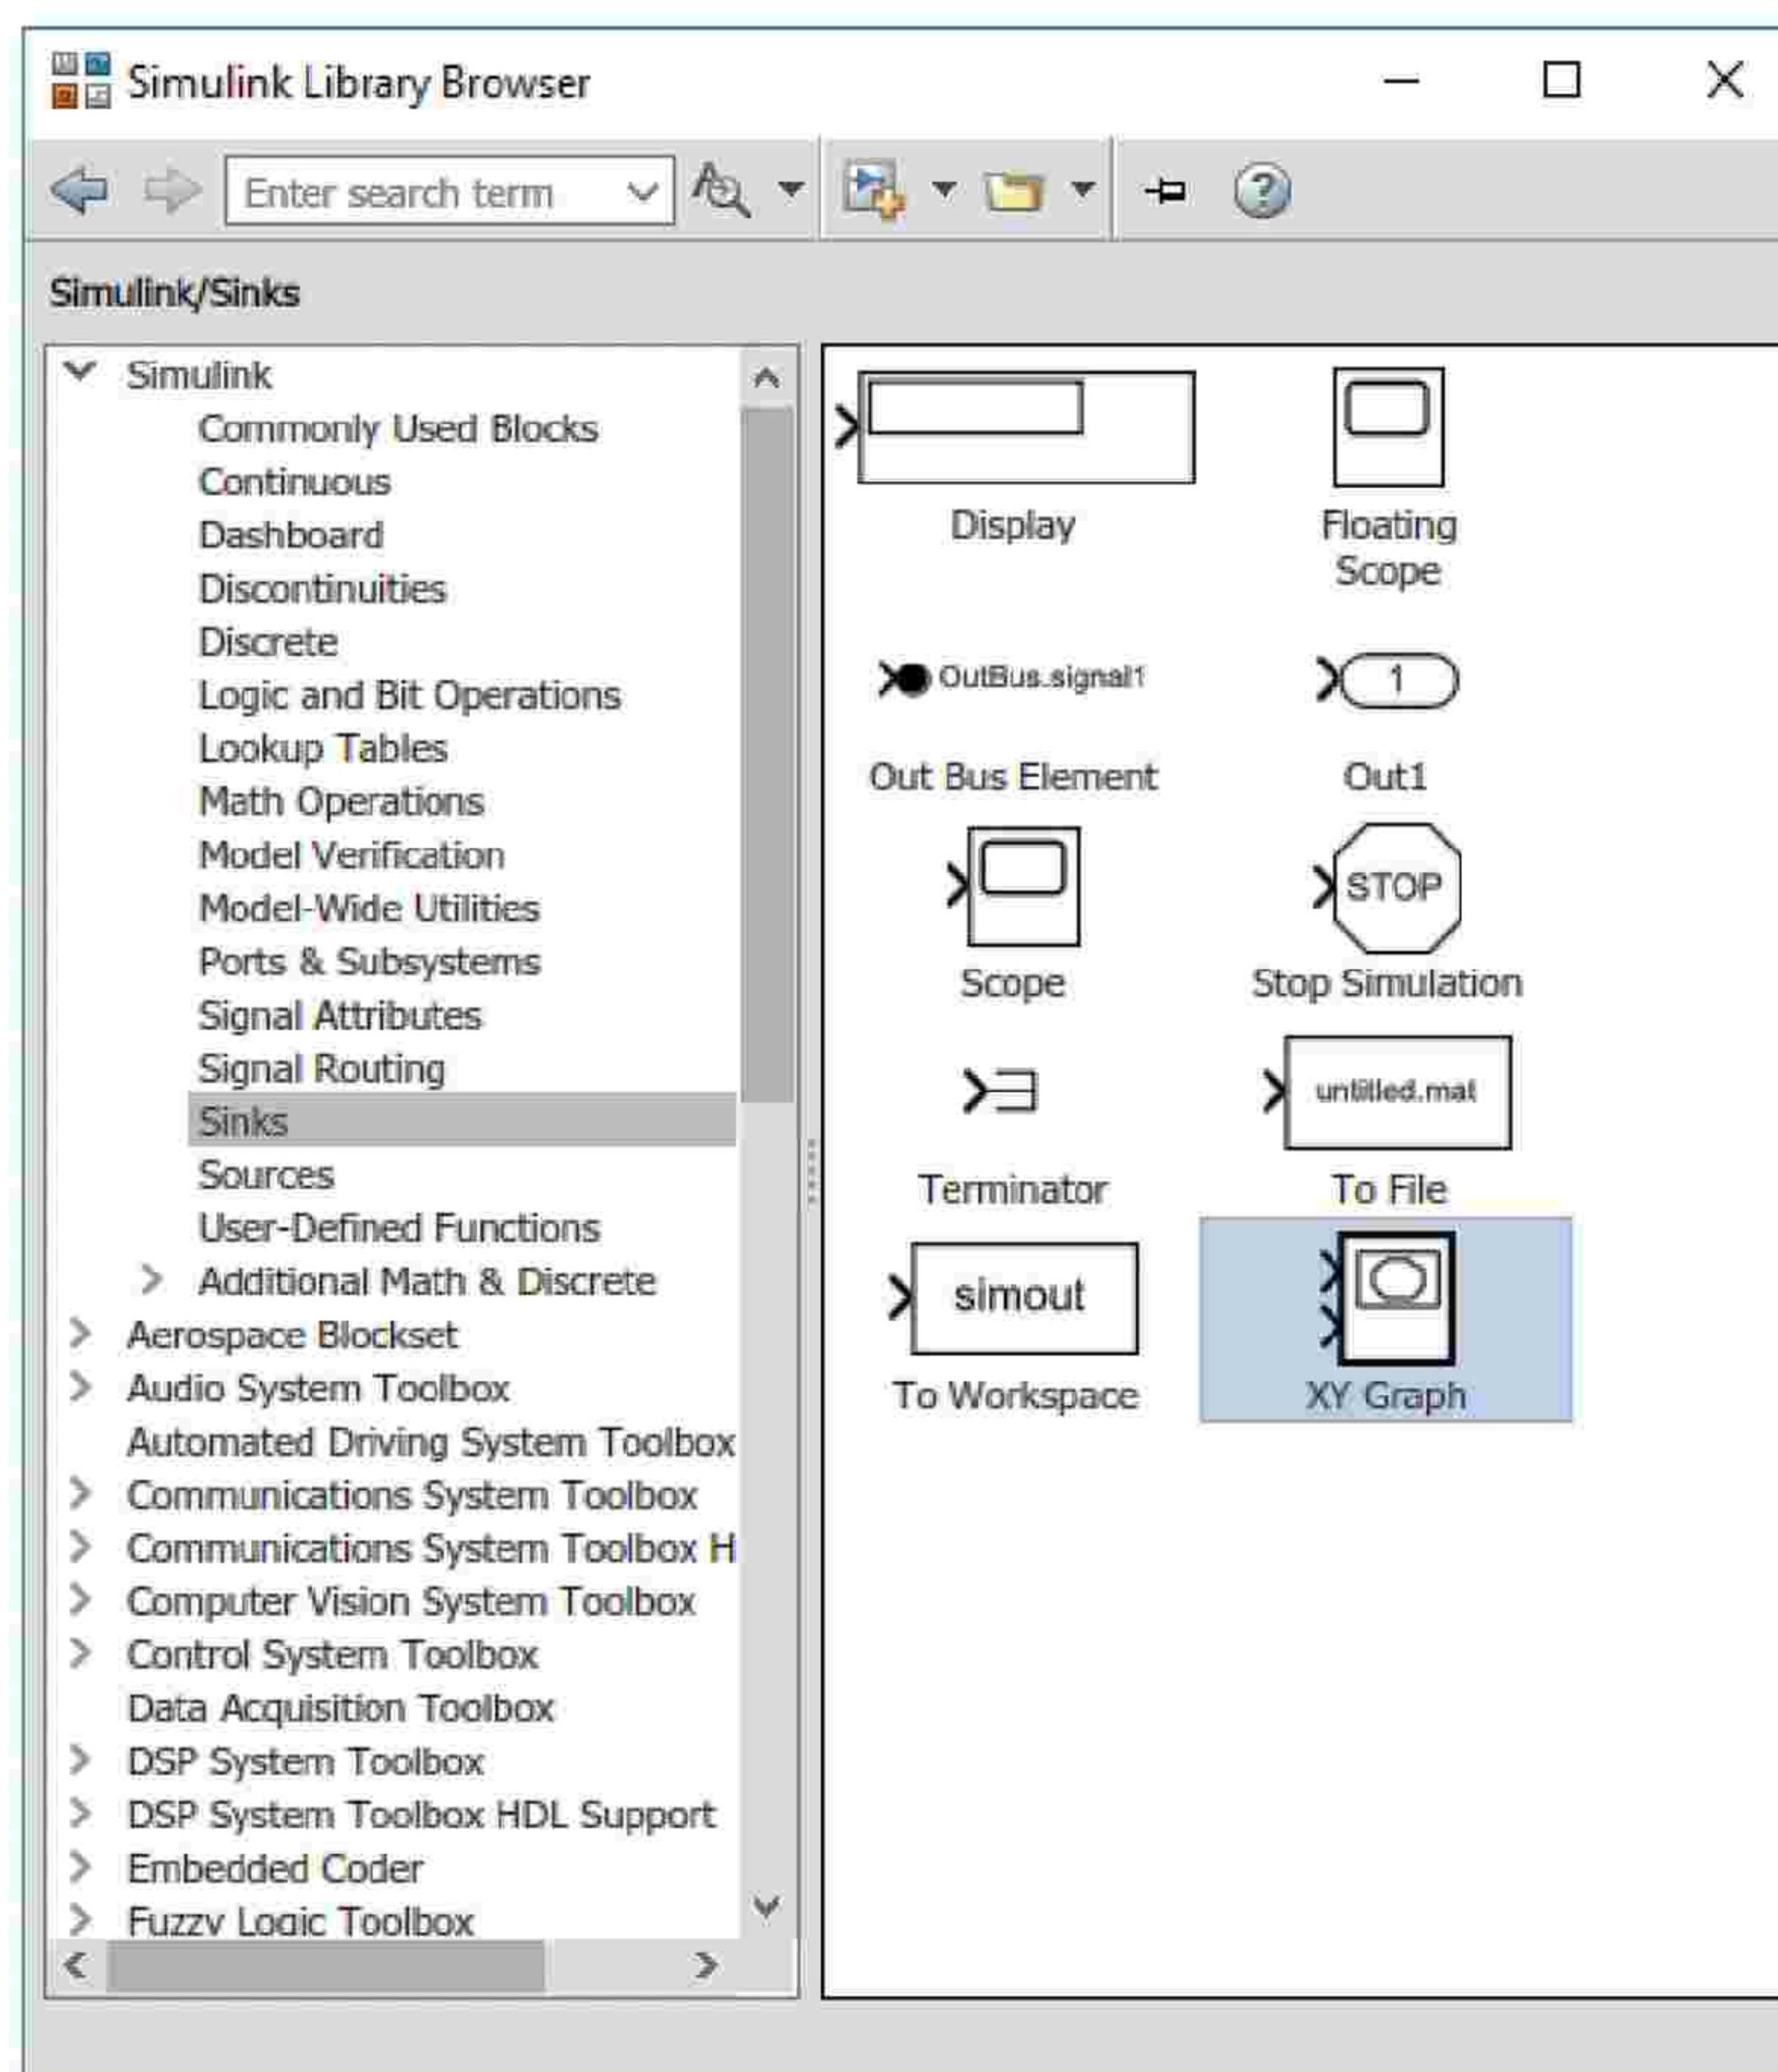 Simulink Library Browser
Enter search term
Simulink/Sinks
Simulink
Commonly Used Blocks
Continuous
Dashboard
Discontinuities
Discrete
Logic and Bit Operations
Lookup Tables
Math Operations
Model Verification
Model-Wide Utilities
Ports & Subsystems
Signal Attributes
Signal Routing
Sinks
Sources
User-Defined Functions
Additional Math & Discrete
Aerospace Blockset
Audio System Toolbox
Automated Driving System Toolbox
Communications System Toolbox
Communications System Toolbox H
Computer Vision System Toolbox
Control System Toolbox
Data Acquisition Toolbox
DSP System Toolbox
DSP System Toolbox HDL Support
Embedded Coder
Fuzzy Logic Toolbox
Display
Floating
Scope
OutBus.signal1
1
Out Bus Element
Out1
STOP
Scope
Stop Simulation
untitled.mat
Terminator
To File
simout
To Workspace
XY Graph